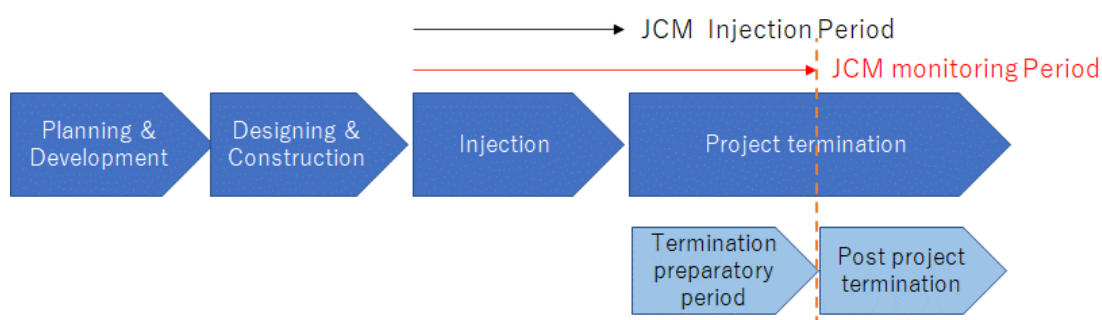 JCM Injection Period
JCM monitoring Period
Planning &
Development
Designing &
Construction
Injection
Project termination
Termination
preparatory
period
Post project
termination